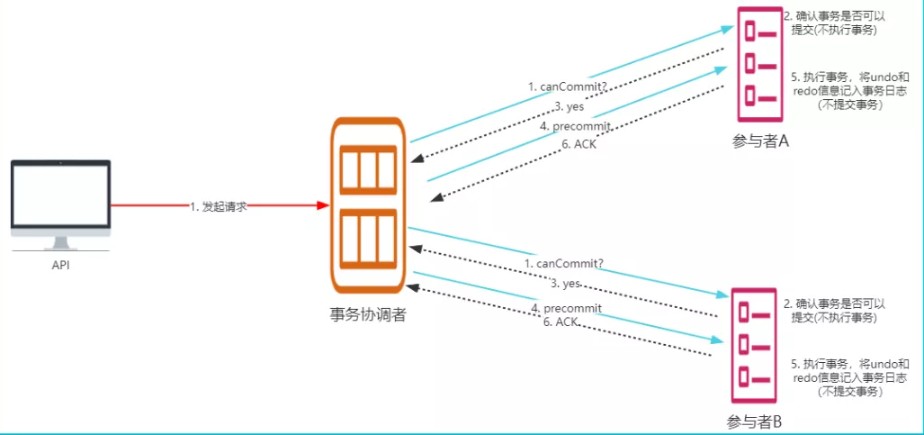 2. 确认事务是否可以
提交(不执行事务)
1. canCommit?
3. yes
5. 执行事务，将undo和
redo信息记入事务日志
(不提交事务)
4. precommit
6. ACK
参与者A
1. 发起请求
API
事务协调者
1. canCommit?
3. yes
2. 确认事务是否可以
提交(不执行事务)
4. precommit
6. ACK
5. 执行事务，将undo和
redo信息记入事务日志
(不提交事务)
参与者B